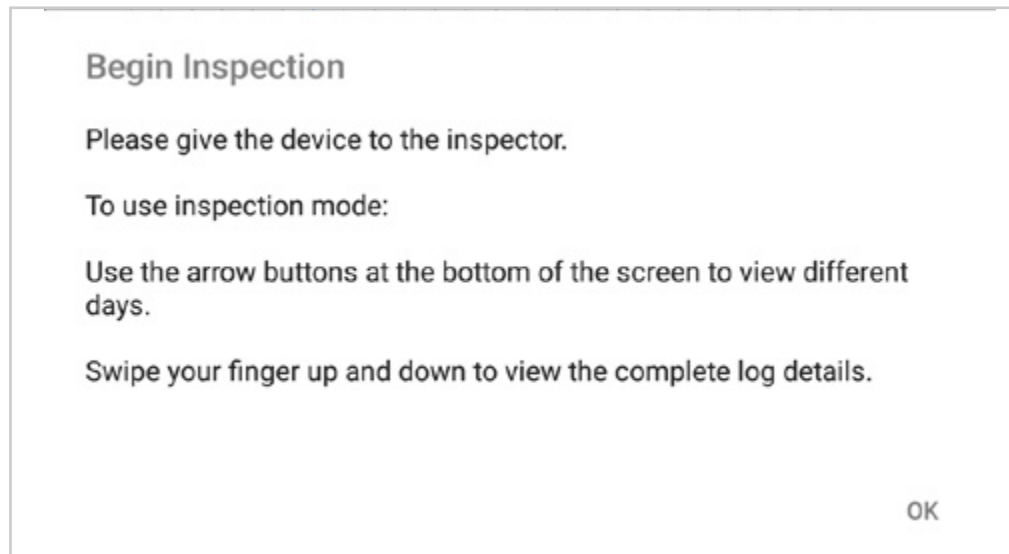 Begin Inspection
Please give the device to the inspector.
To use inspection mode:
Use the arrow buttons at the bottom of the screen to view different
days.
Swipe your finger up and down to view the complete log details.
OK